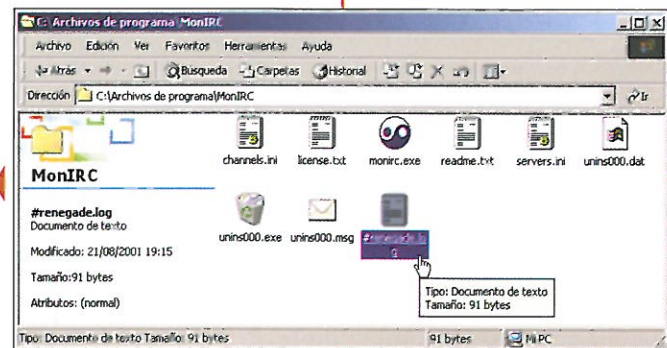 C: Archivos de programa MonIRC
Archivo Edición Ver Favoritos Herramientas Ayuda
Atrás Búsqueda Carpetas Historial
Dirección C:\Archivos de programa\MonIRC Ir
MonIRC
#renegade.log
Documento de texto
Modificado: 21/08/2001 19:15
Tamaño:91 bytes
Atributos: (normal)
channels.ini license.txt monirc.exe readme.txt servers.ini unins000.dat
unins000.exe unins000.msg #renegade.lo
g
Tipo: Documento de texto
Tamaño: 91 bytes
Tipo: Documento de texto Tamaño: 91 bytes 91 bytes Mi PC